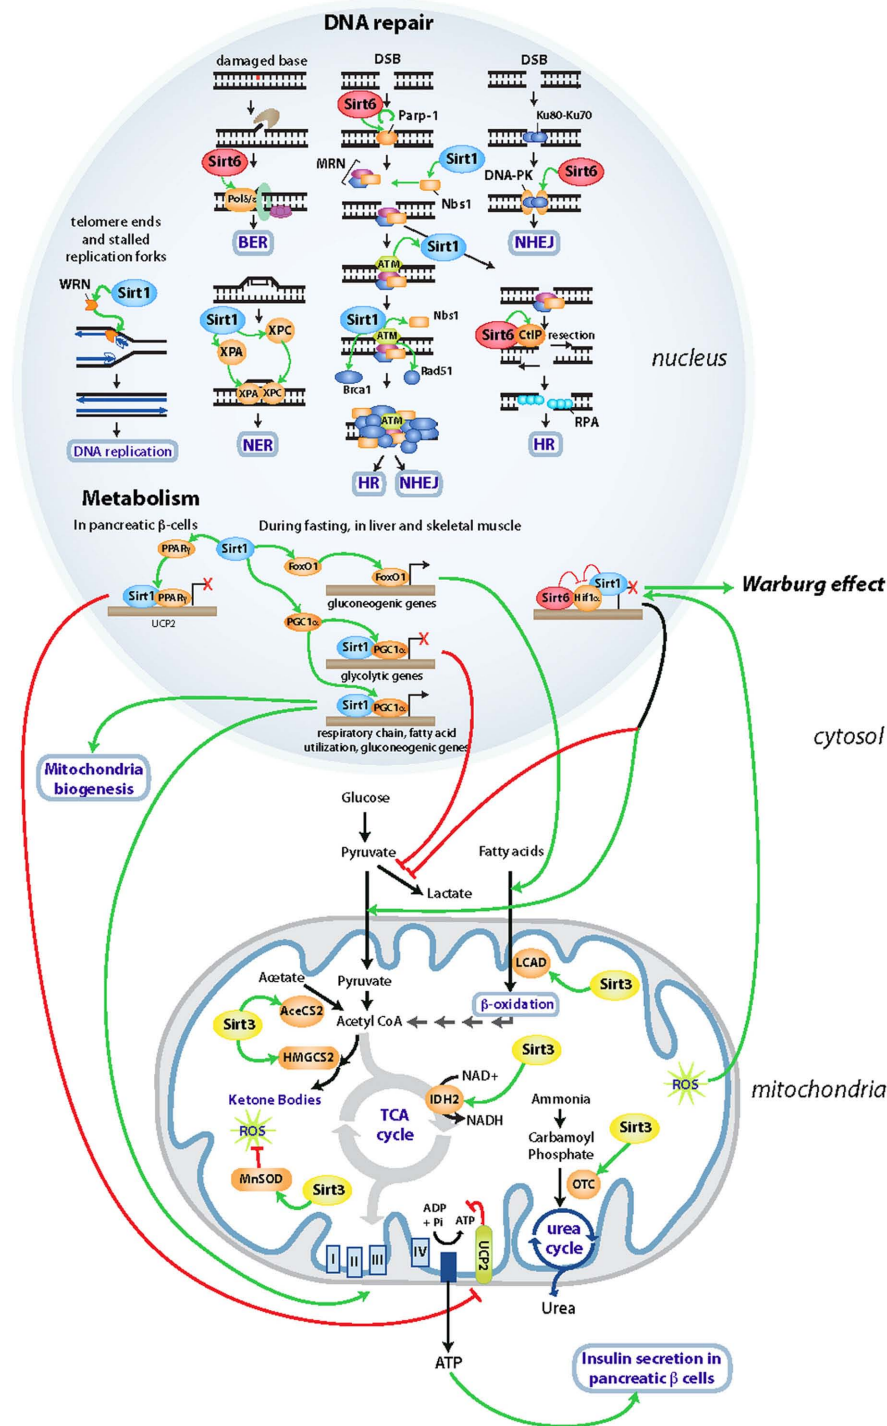 DNA repair
damaged base
DSB
DSB
Sirt6
Parp-1
Ku80-Ku70
MRN
Sirt1
Sirt6
DNA-PK
Sirt6
Polδ/ε
Nbs1
telomere ends
and stalled
replication forks
BER
Sirt1
NHEJ
WRN
Sirt1
ATM
Sirt1
XPC
XPA
Sirt1
Nbs1
ATM
Sirt6
CtIP
resection
nucleus
Brca1
Rad51
XPA
XPC
ATM
RPA
DNA replication
NER
HR
HR
NHEJ
Metabolism
In pancreatic β-cells
During fasting, in liver and skeletal muscle
PPARγ
Sirt1
FoxO1
FoxO1
gluconeogenic genes
Sirt1
PPARγ
UCP2
Sirt1
Sirt6
Hif1α
Warburg effect
PGC1α
Sirt1
PGC1α
glycolytic genes
Sirt1
PGC1α
respiratory chain, fatty acid
utilization, gluconeogenic genes
cytosol
Mitochondria
biogenesis
Glucose
Pyruvate
Fatty acids
Lactate
LCAD
Sirt3
Acetate
Pyruvate
β-oxidation
AceCS2
Acetyl CoA
Sirt3
HMGCS2
Sirt3
NAD+
IDH2
NADH
Ketone Bodies
ROS
TCA
cycle
Ammonia
Carbamoyl
Phosphate
Sirt3
ROS
mitochondria
MnSOD
Sirt3
OTC
ADP
+ Pi
ATP
I
II
III
IV
UCP2
urea
cycle
Urea
ATP
Insulin secretion in
pancreatic β cells